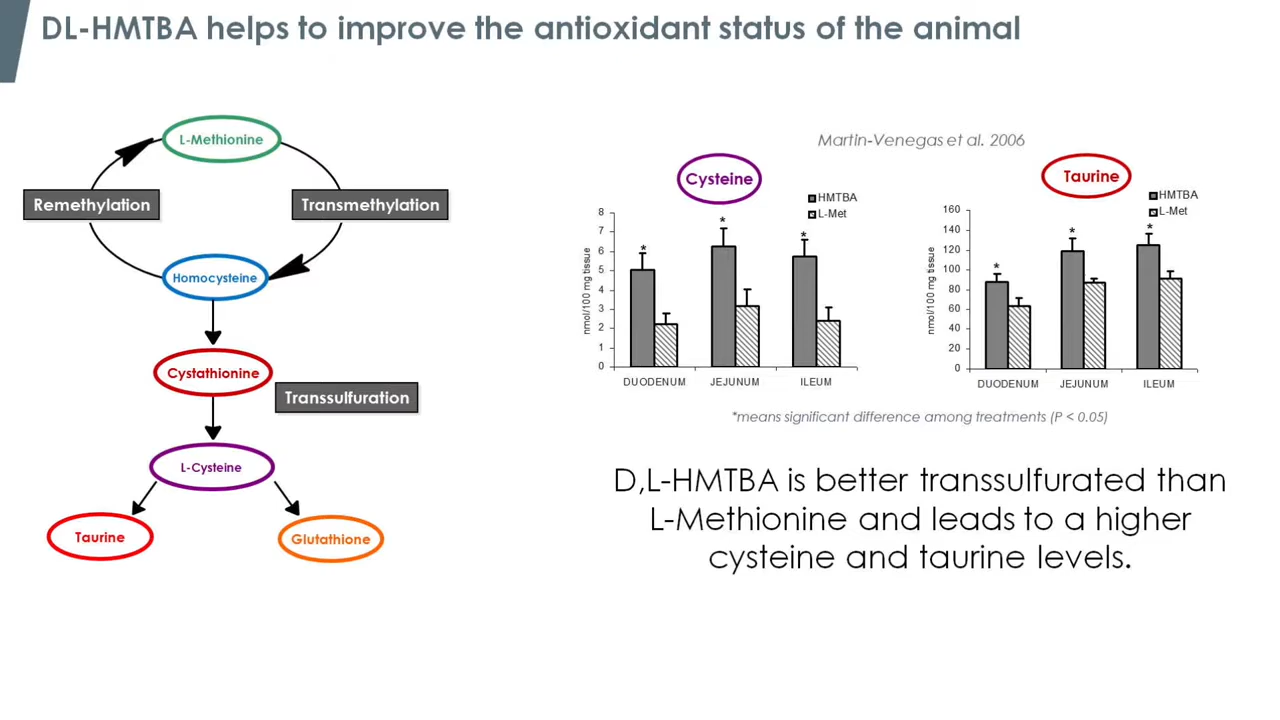 DL-HMTBA helps to improve the antioxidant status of the animal
L-Methionine
Remethylation
Transmethylation
Homocysteine
Cystathionine
Transsulfuration
L-Cysteine
Taurine
Glutathione
Martin-Venegas et al. 2006
Cysteine
HMTBA
L-Met
nmol/100 mg tissue
8
7
6
5
4
3
2
1
0
*
*
*
DUODENUM JEJUNUM ILEUM
Taurine
HMTBA
L-Met
nmol/100 mg tissue
160
140
120
100
80
60
40
20
0
*
*
*
DUODENUM JEJUNUM ILEUM
*means significant difference among treatments (P < 0.05)
D,L-HMTBA is better transsulfurated than
L-Methionine and leads to a higher
cysteine and taurine levels.